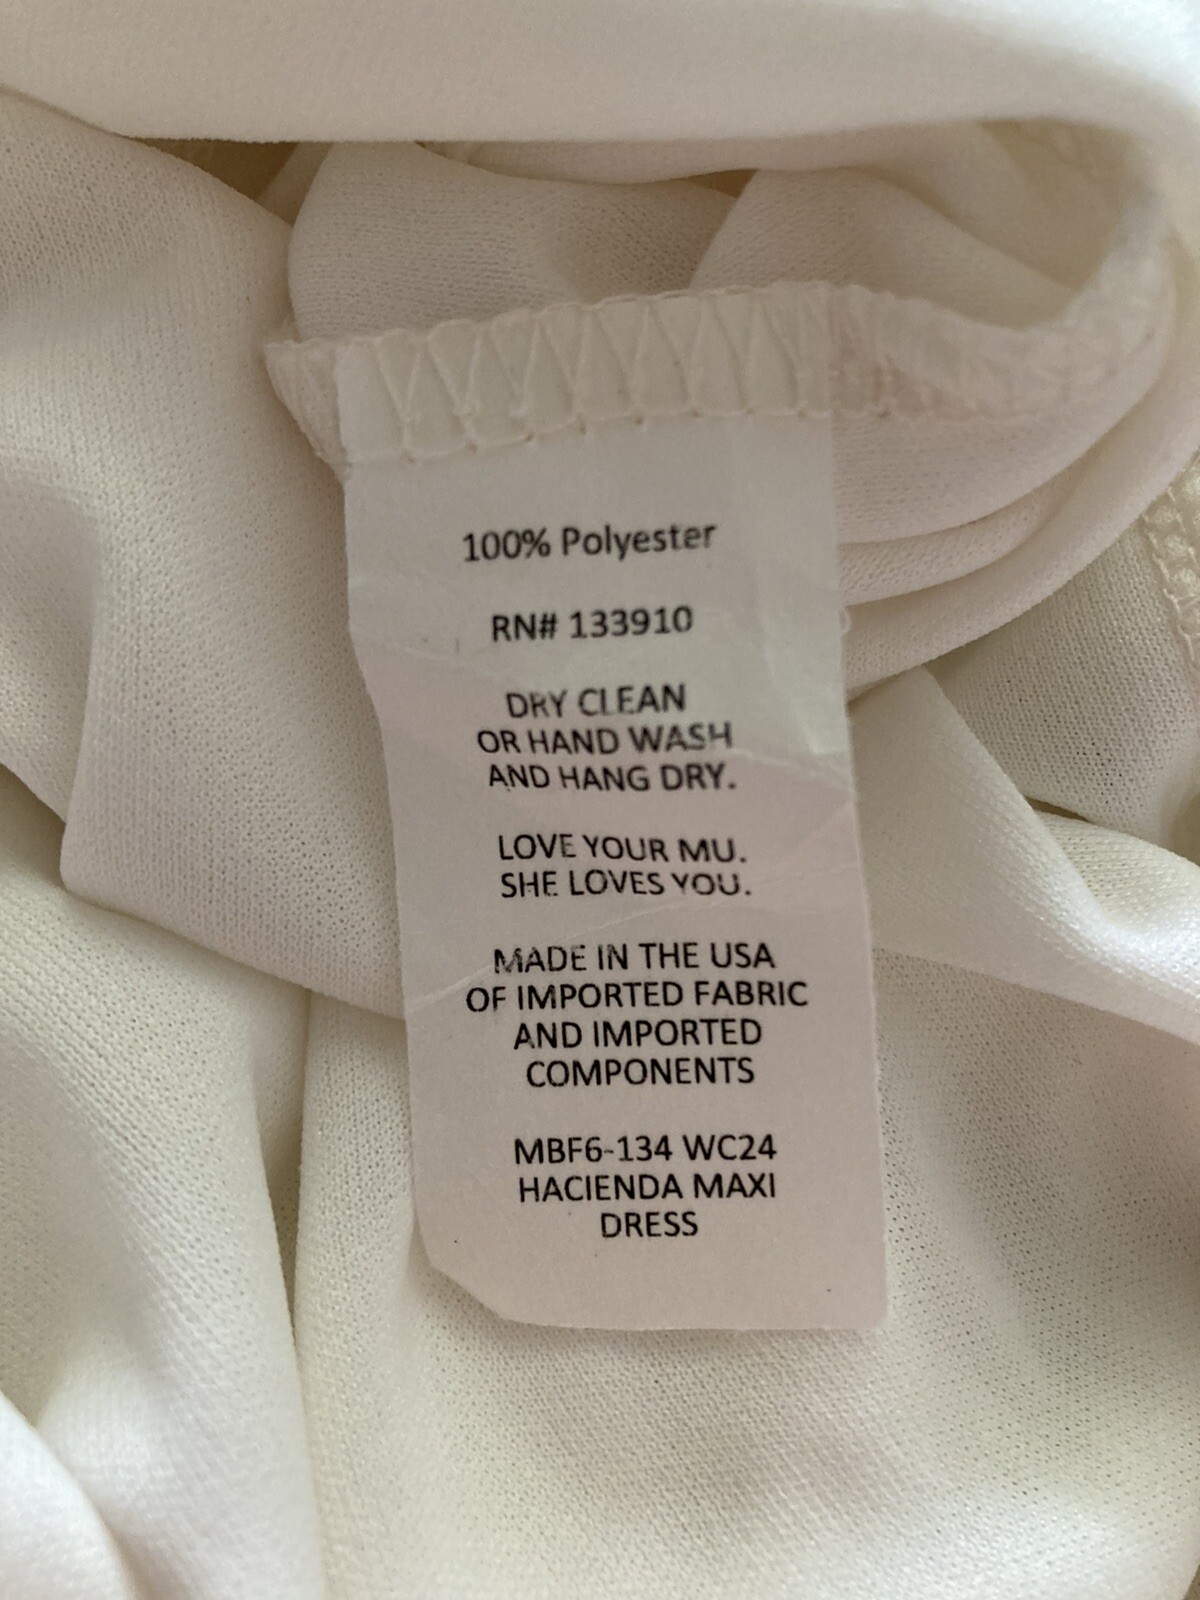 100% Polyester
RN# 133910
DRY CLEAN
OR HAND WASH
AND HANG DRY.
LOVE YOUR MU.
SHE LOVES YOU.
MADE IN THE USA
OF IMPORTED FABRIC
AND IMPORTED
COMPONENTS
MBF6-134 WC24
HACIENDA MAXI
DRESS